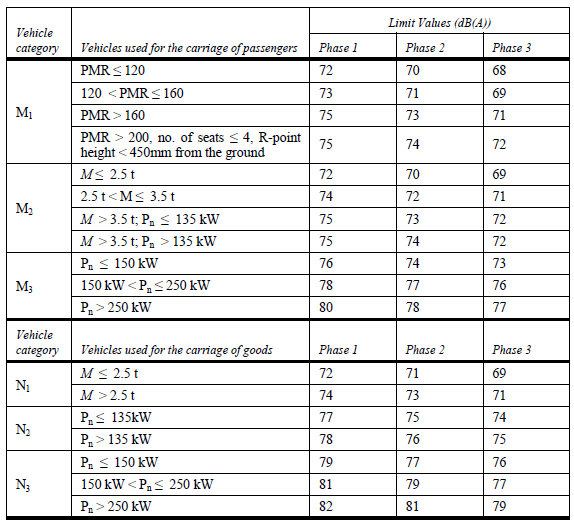 Vehicle category Vehicles used for the carriage of passengers Limit Values (dB(A))
Phase 1 Phase 2 Phase 3
M1 PMR ≤ 120 72 70 68
120 < PMR ≤ 160 73 71 69
PMR > 160 75 73 71
PMR > 200, no. of seats ≤ 4, R-point
height < 450mm from the ground 75 74 72
M2 M ≤ 2.5 t 72 70 69
2.5 t < M ≤ 3.5 t 74 72 71
M > 3.5 t; Pn ≤ 135 kW 75 73 72
M > 3.5 t; Pn > 135 kW 75 74 72
M3 Pn ≤ 150 kW 76 74 73
150 kW < Pn ≤ 250 kW 78 77 76
Pn > 250 kW 80 78 77
Vehicle
category Vehicles used for the carriage of goods Phase 1 Phase 2 Phase 3
N1 M ≤ 2.5 t 72 71 69
M > 2.5 t 74 73 71
N2 Pn ≤ 135kW 77 75 74
Pn > 135 kW 78 76 75
N3 Pn ≤ 150 kW 79 77 76
150 kW < Pn ≤ 250 kW 81 79 77
Pn > 250 kW 82 81 79